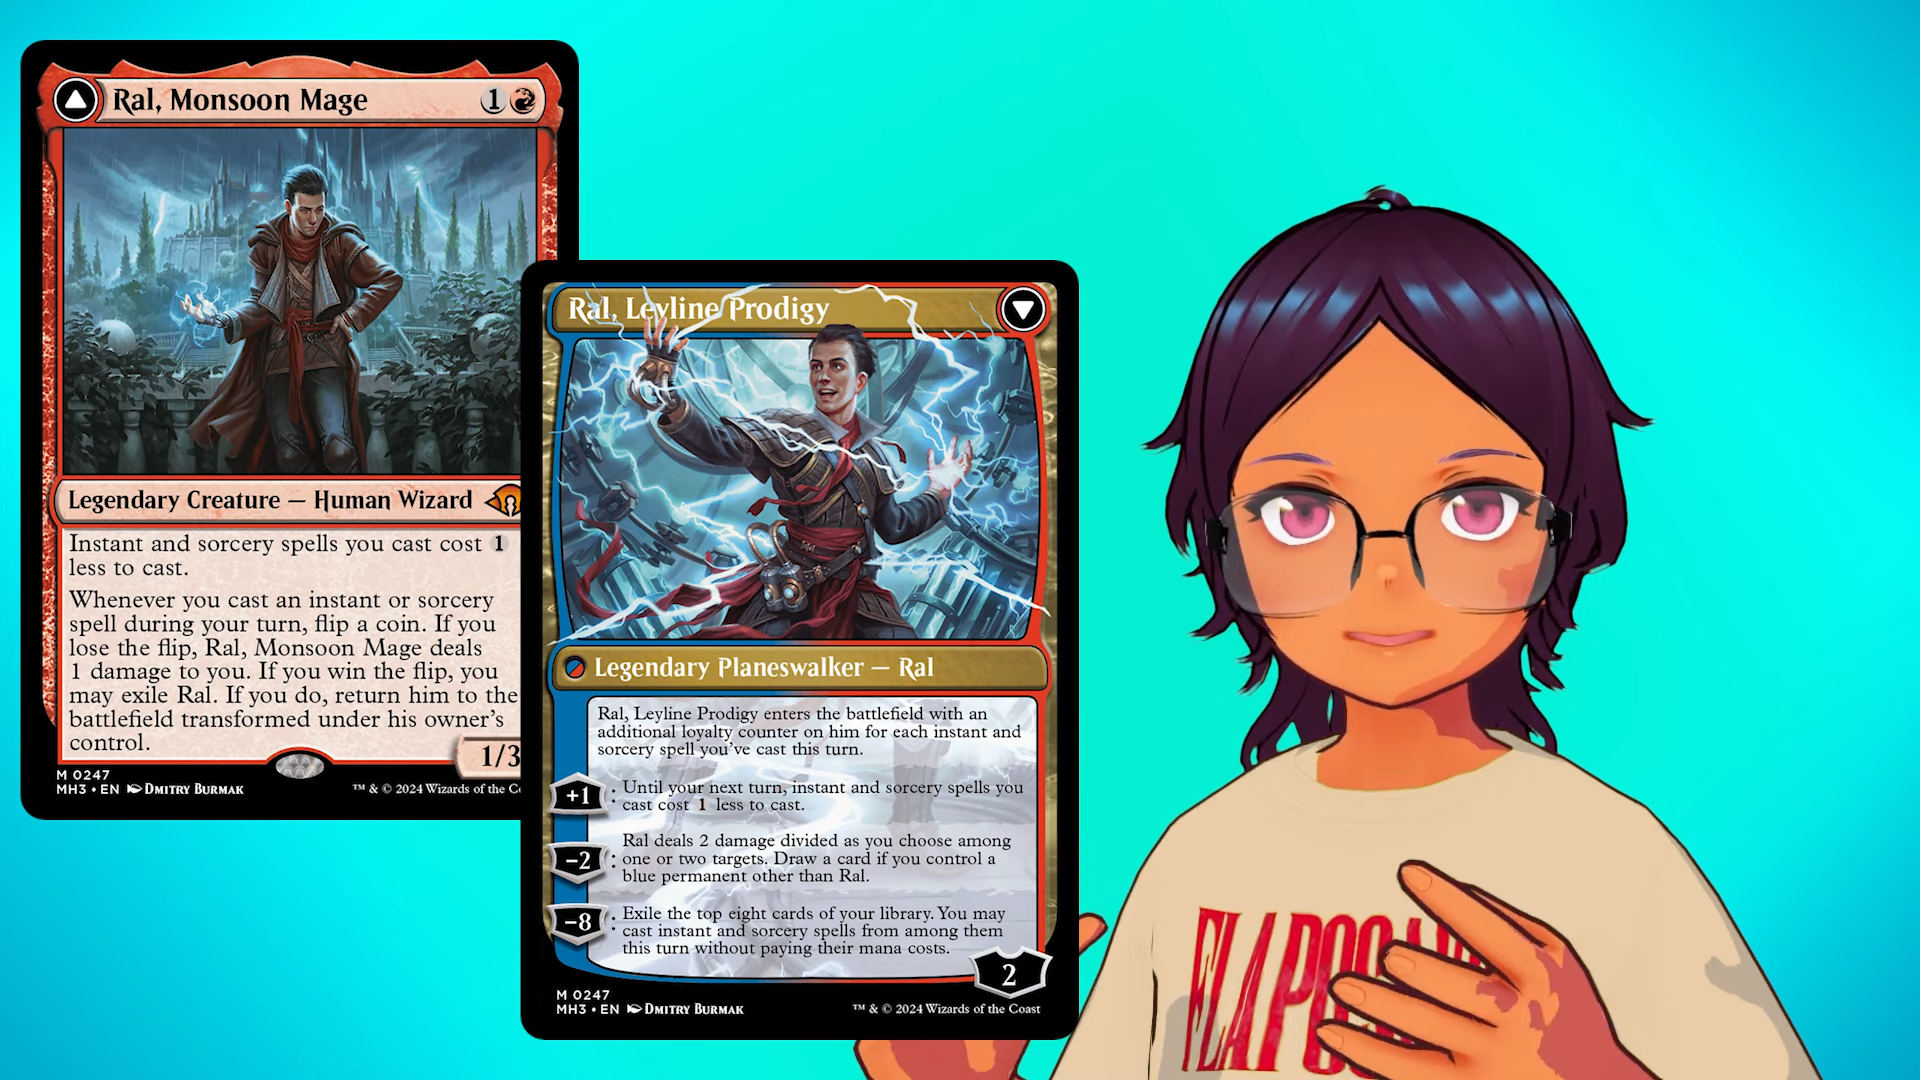 Ral, Monsoon Mage 1
Legendary Creature — Human Wizard
Instant and sorcery spells you cast cost 1
less to cast.
Whenever you cast an instant or sorcery
spell during your turn, flip a coin. If you
lose the flip, Ral, Monsoon Mage deals
1 damage to you. If you win the flip, you
may exile Ral. If you do, return him to the
battlefield transformed under his owner's
control.
1/3
M 0247
MH3 • EN Dmitry Burmak ™ & © 2024 Wizards of the
Ral, Leyline Prodigy
Legendary Planeswalker — Ral
Ral, Leyline Prodigy enters the battlefield with an
additional loyalty counter on him for each instant and
sorcery spell you've cast this turn.
+1 : Until your next turn, instant and sorcery spells you
cast cost 1 less to cast.
Ral deals 2 damage divided as you choose among
−2 : one or two targets. Draw a card if you control a
blue permanent other than Ral.
−8 : Exile the top eight cards of your library. You may
cast instant and sorcery spells from among them
this turn without paying their mana costs.
2
M 0247
MH3 • EN Dmitry Burmak ™ & © 2024 Wizards of the Coast